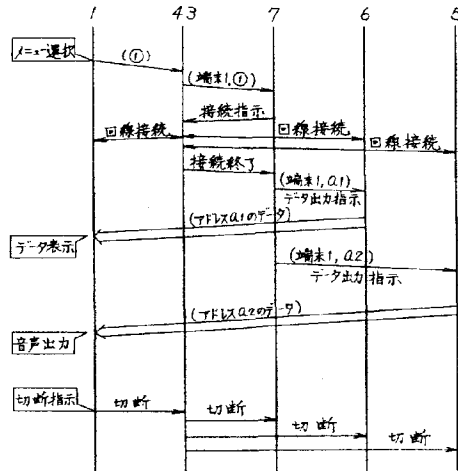 1 43 7 6 5
メニュー選択
(①)
(端末1,①)
接続指示
回線接続 回線接続
回線接続
接続終了
(端末1,a1)
データ出力指示
(アドレスa1のデータ)
データ表示
(端末1,a2)
データ出力指示
(アドレスa2のデータ)
音声出力
切断指示 切断
切断
切断
切断